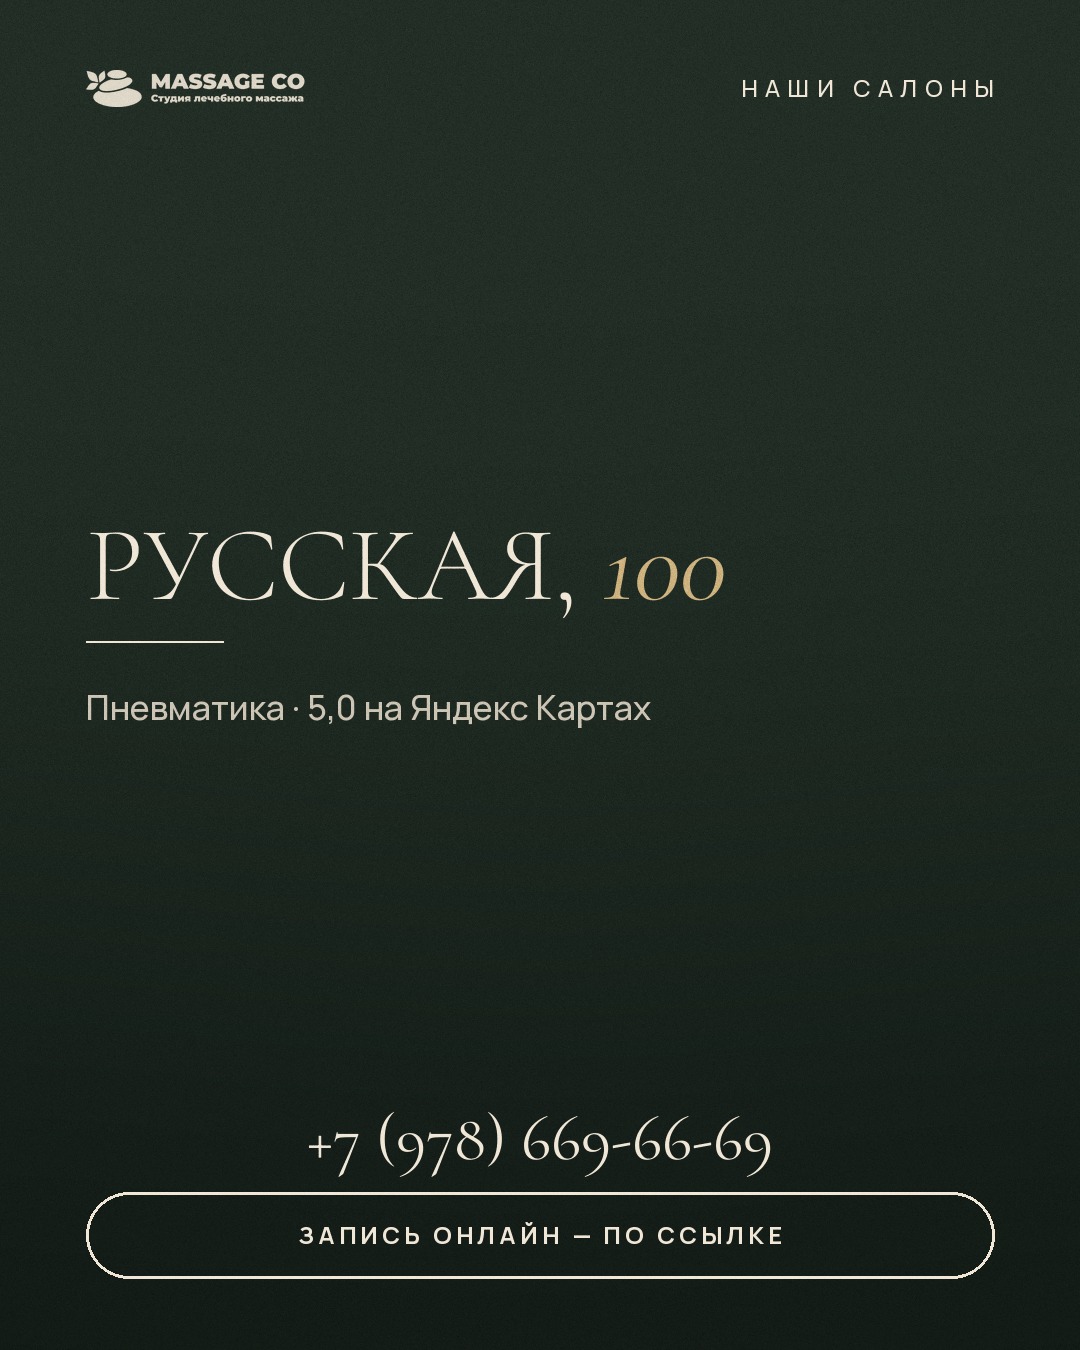 MASSAGE CO
Студия лечебного массажа
НАШИ САЛОНЫ
РУССКАЯ, 100
Пневматика · 5,0 на Яндекс Картах
+7 (978) 669-66-69
ЗАПИСЬ ОНЛАЙН — ПО ССЫЛКЕ